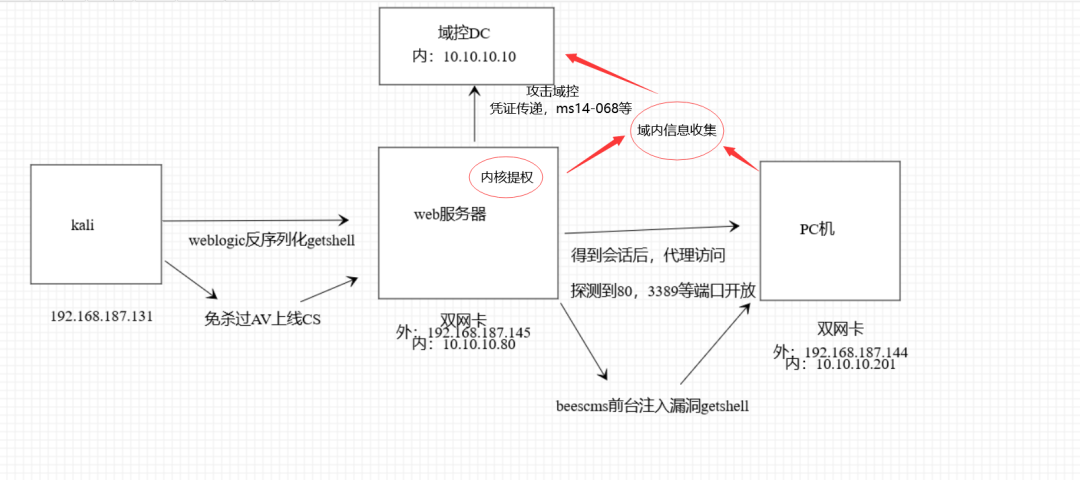 域控DC
内：10.10.10.10
攻击域控
凭证传递，ms14-068等
域内信息收集
内核提权
kali
web服务器
PC机
weblogic反序列化getshell
得到会话后，代理访问
探测到80，3389等端口开放
192.168.187.131
免杀过AV上线CS
双网卡
外：192.168.187.145
内：10.10.10.80
双网卡
外：192.168.187.144
内：10.10.10.201
beescms前台注入漏洞getshell